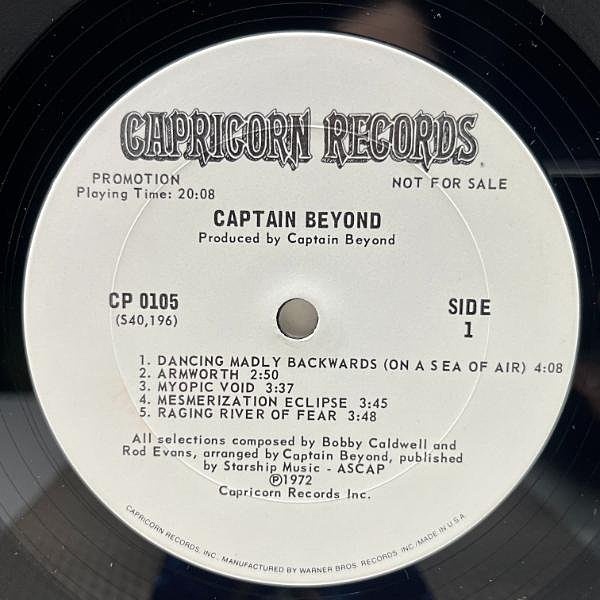 CAPRICORN RECORDS
PROMOTION
NOT FOR SALE
Playing Time: 20:08
CAPTAIN BEYOND
Produced by Captain Beyond
CP 0105
SIDE
(S40,196)
1
1. DANCING MADLY BACKWARDS (ON A SEA OF AIR) 4:08
2. ARMWORTH 2:50
3. MYOPIC VOID 3:37
4. MESMERIZATION ECLIPSE 3:45
5. RAGING RIVER OF FEAR 3:48
All selections composed by Bobby Caldwell and
Rod Evans, arranged by Captain Beyond, published
by Starship Music - ASCAP
Ⓟ1972
Capricorn Records Inc.
CAPRICORN RECORDS, INC., MANUFACTURED BY WARNER BROS. RECORDS, INC./MADE IN U.S.A.